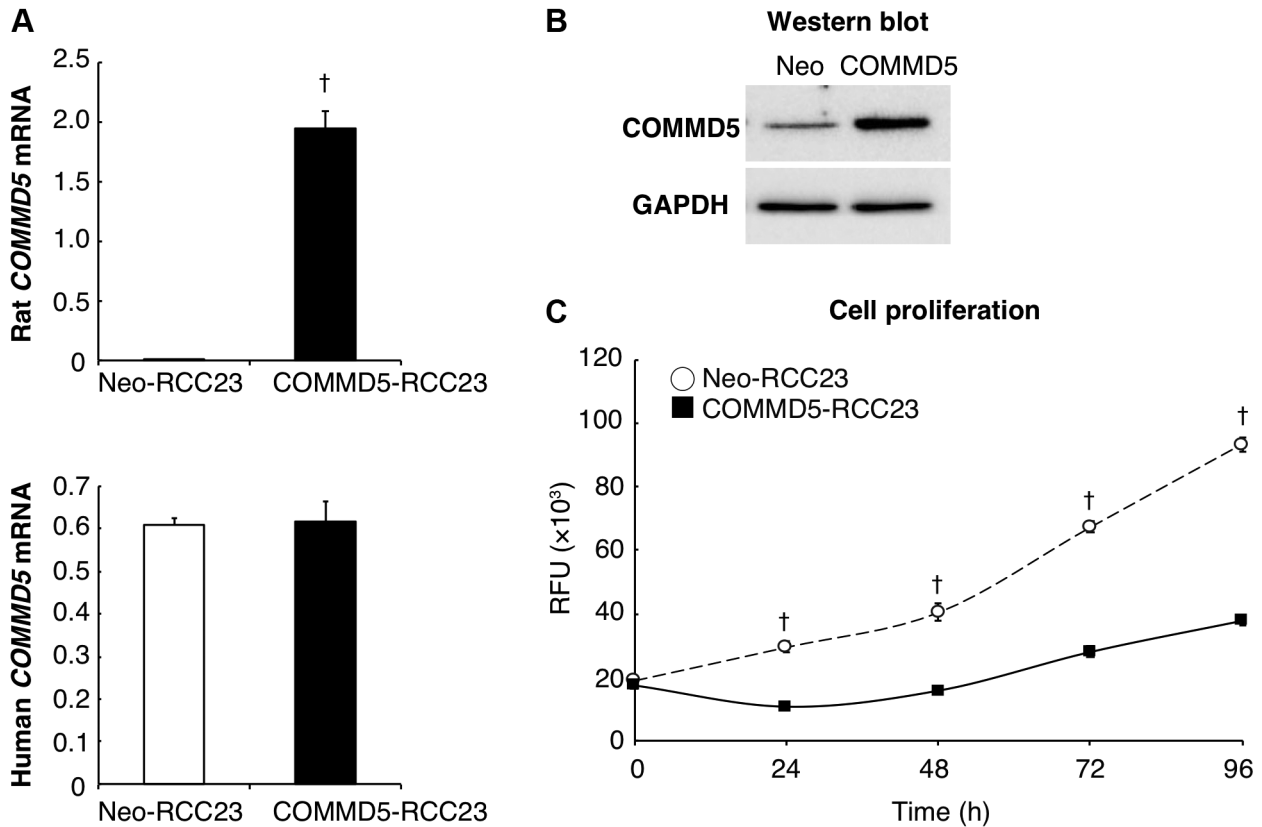 A
Rat COMMD5 mRNA
2.5
2.0
1.5
1.0
0.5
0
†
Neo-RCC23 COMMD5-RCC23
Human COMMD5 mRNA
0.7
0.6
0.5
0.4
0.3
0.2
0.1
0
Neo-RCC23 COMMD5-RCC23
B
Western blot
Neo COMMD5
COMMD5
GAPDH
C
Cell proliferation
RFU (×10³)
120
100
80
60
40
20
0
Neo-RCC23
COMMD5-RCC23
† † † †
0 24 48 72 96
Time (h)